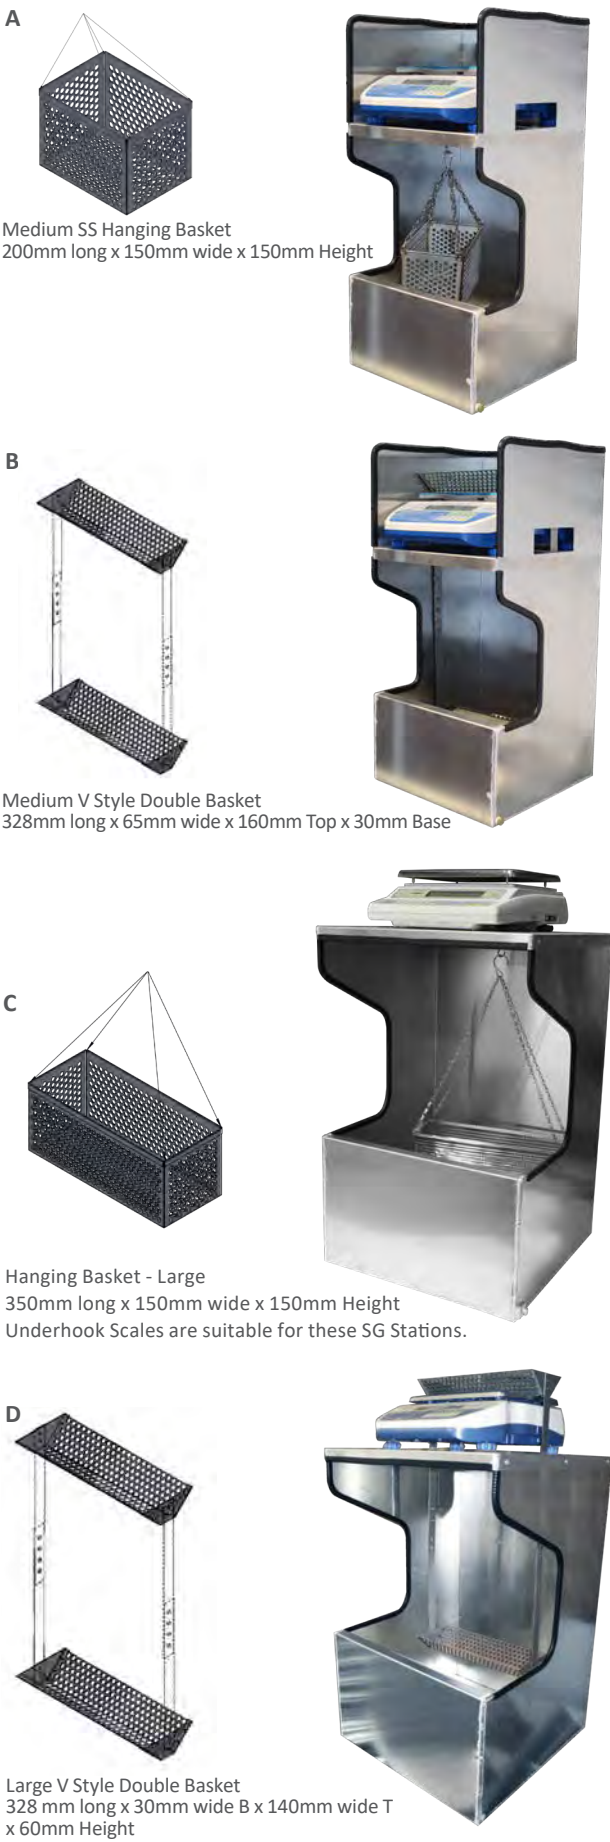 A
Medium SS Hanging Basket
200mm long x 150mm wide x 150mm Height
B
Medium V Style Double Basket
328mm long x 65mm wide x 160mm Top x 30mm Base
C
Hanging Basket - Large
350mm long x 150mm wide x 150mm Height
Underhook Scales are suitable for these SG Stations.
D
Large V Style Double Basket
328 mm long x 30mm wide B x 140mm wide T
x 60mm Height